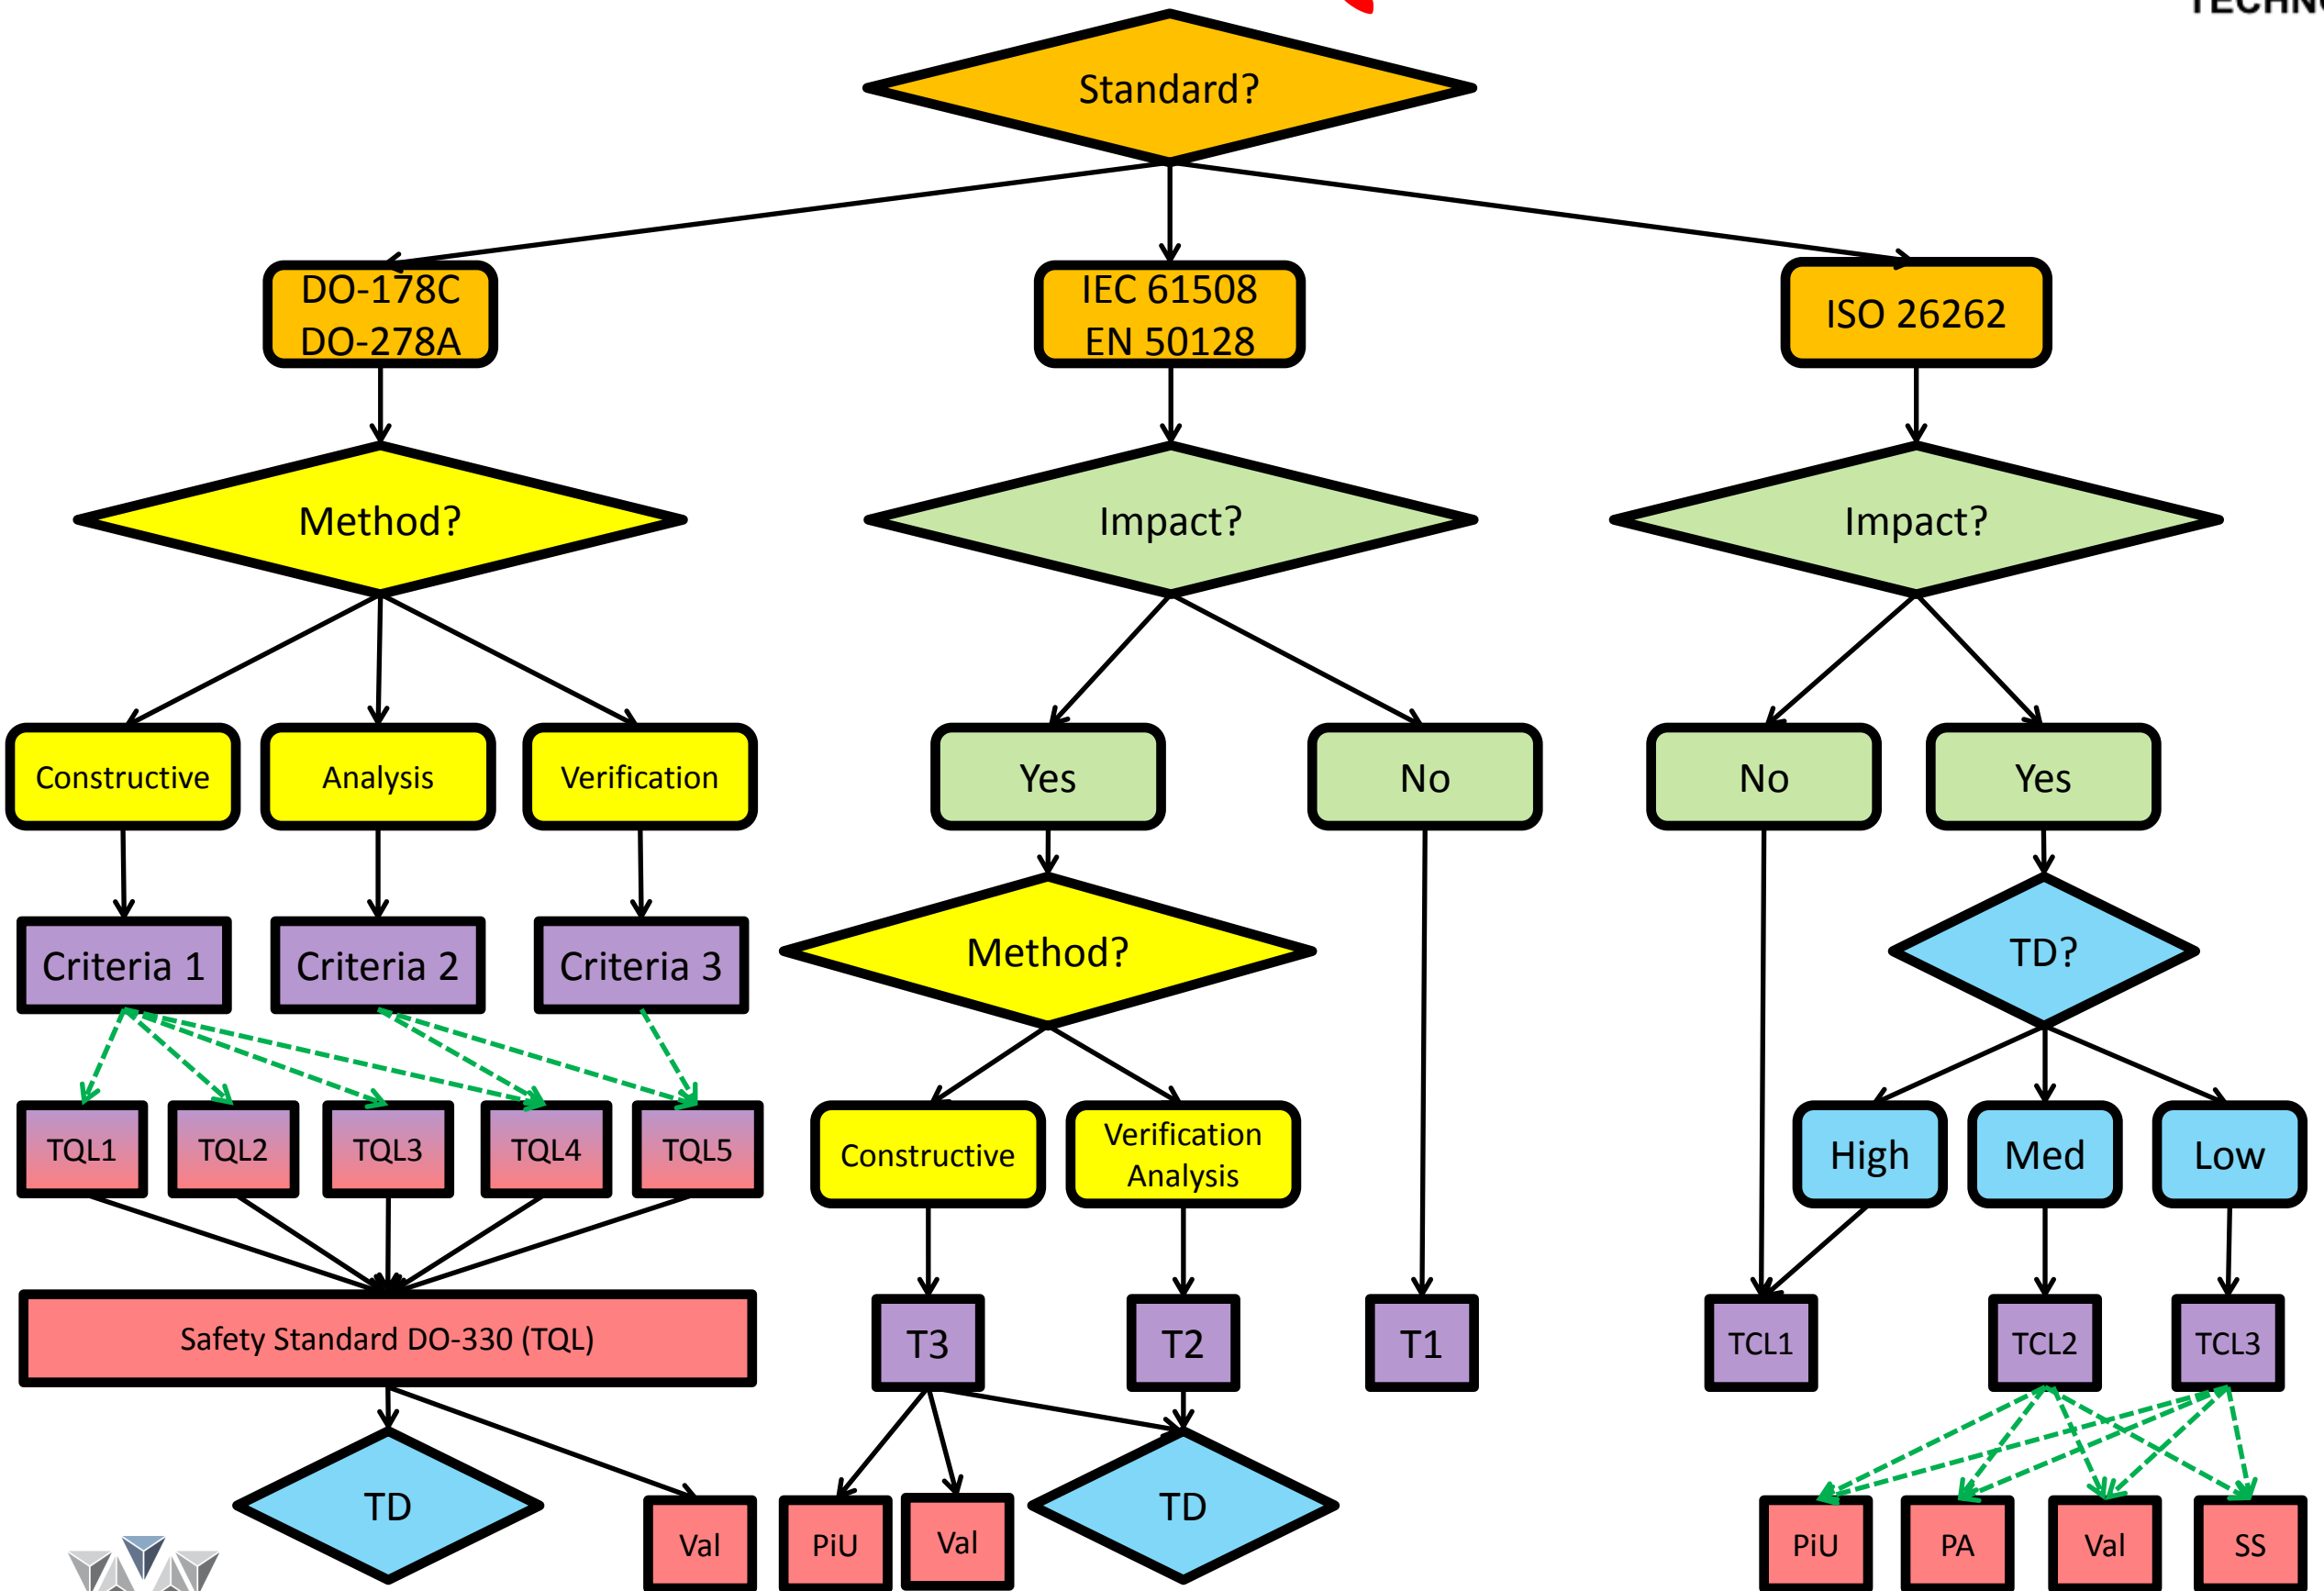 Standard?
DO-178C
DO-278A
IEC 61508
EN 50128
ISO 26262
Method?
Impact?
Impact?
Constructive
Analysis
Verification
Yes
No
No
Yes
Criteria 1
Criteria 2
Criteria 3
Method?
TD?
TQL1
TQL2
TQL3
TQL4
TQL5
Constructive
Verification
Analysis
High
Med
Low
Safety Standard DO-330 (TQL)
T3
T2
T1
TCL1
TCL2
TCL3
TD
Val
PiU
Val
TD
PiU
PA
Val
SS